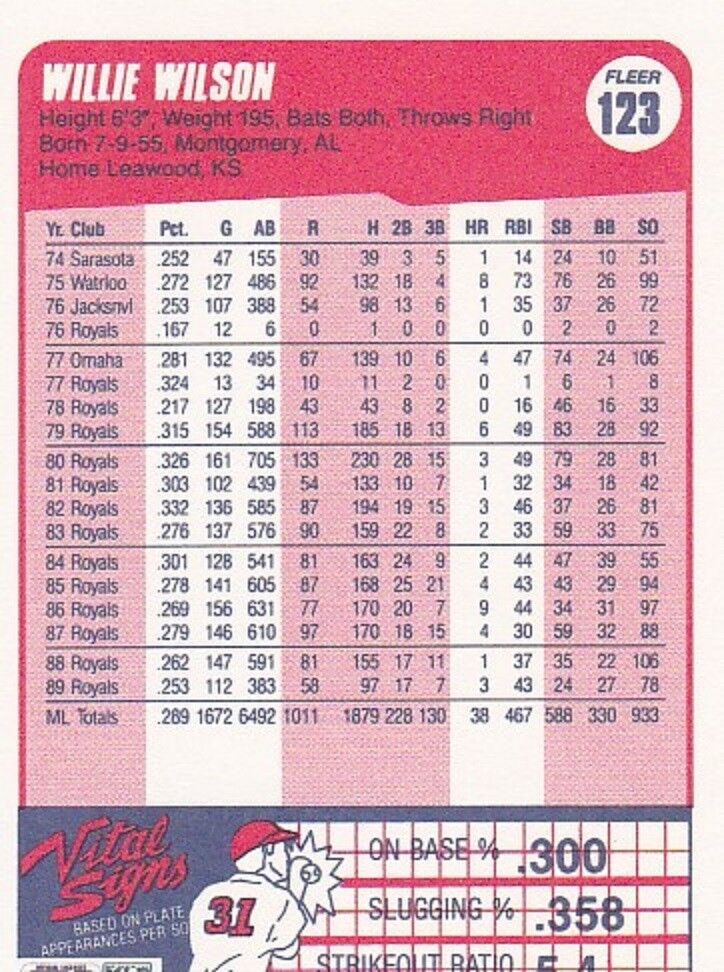 WILLIE WILSON
FLEER
123
Height 6'3", Weight 195, Bats Both, Throws Right
Born 7-9-55, Montgomery, AL
Home Leawood, KS
Yr. Club Pct. G AB R H 2B 3B HR RBI SB BB SO
74 Sarasota .252 47 155 30 39 3 5 1 14 24 10 51
75 Watrloo .272 127 486 92 132 18 4 8 73 76 26 99
76 Jacksnvl .253 107 388 54 98 13 6 1 35 37 26 72
76 Royals .167 12 6 0 1 0 0 0 0 2 0 2
77 Omaha .281 132 495 67 139 10 6 4 47 74 24 106
77 Royals .324 13 34 10 11 2 0 0 1 6 1 8
78 Royals .217 127 198 43 43 8 2 0 16 46 16 33
79 Royals .315 154 588 113 185 18 13 6 49 83 28 92
80 Royals .326 161 705 133 230 28 15 3 49 79 28 81
81 Royals .303 102 439 54 133 10 7 1 32 34 18 42
82 Royals .332 136 585 87 194 19 15 3 46 37 26 81
83 Royals .276 137 576 90 159 22 8 2 33 59 33 75
84 Royals .301 128 541 81 163 24 9 2 44 47 39 55
85 Royals .278 141 605 87 168 25 21 4 43 43 29 94
86 Royals .269 156 631 77 170 20 7 9 44 34 31 97
87 Royals .279 146 610 97 170 18 15 4 30 59 32 88
88 Royals .262 147 591 81 155 17 11 1 37 35 22 106
89 Royals .253 112 383 58 97 17 7 3 43 24 27 78
ML Totals .289 1672 6492 1011 1879 228 130 38 467 588 330 933
Vital
Signs
BASED ON PLATE
APPEARANCES PER SO
31
ON BASE % .300
SLUGGING % .358
STRIKEOUT RATIO 5.4